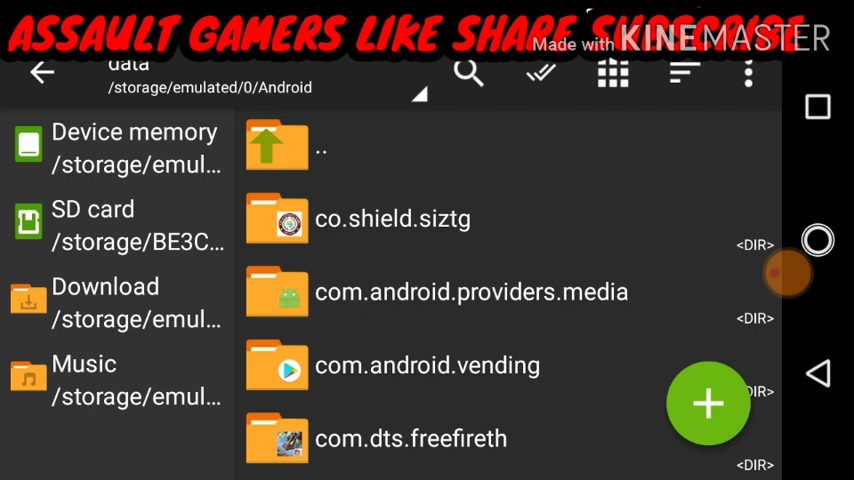 ASSAULT GAMERS LIKE SHARE SUBSCRIBE
Made with KINEMASTER
data
/storage/emulated/0/Android
Device memory
/storage/emul...
SD card
/storage/BE3C...
Download
/storage/emul...
Music
/storage/emul...
..
co.shield.siztg
<DIR>
com.android.providers.media
<DIR>
com.android.vending
<DIR>
com.dts.freefireth
<DIR>